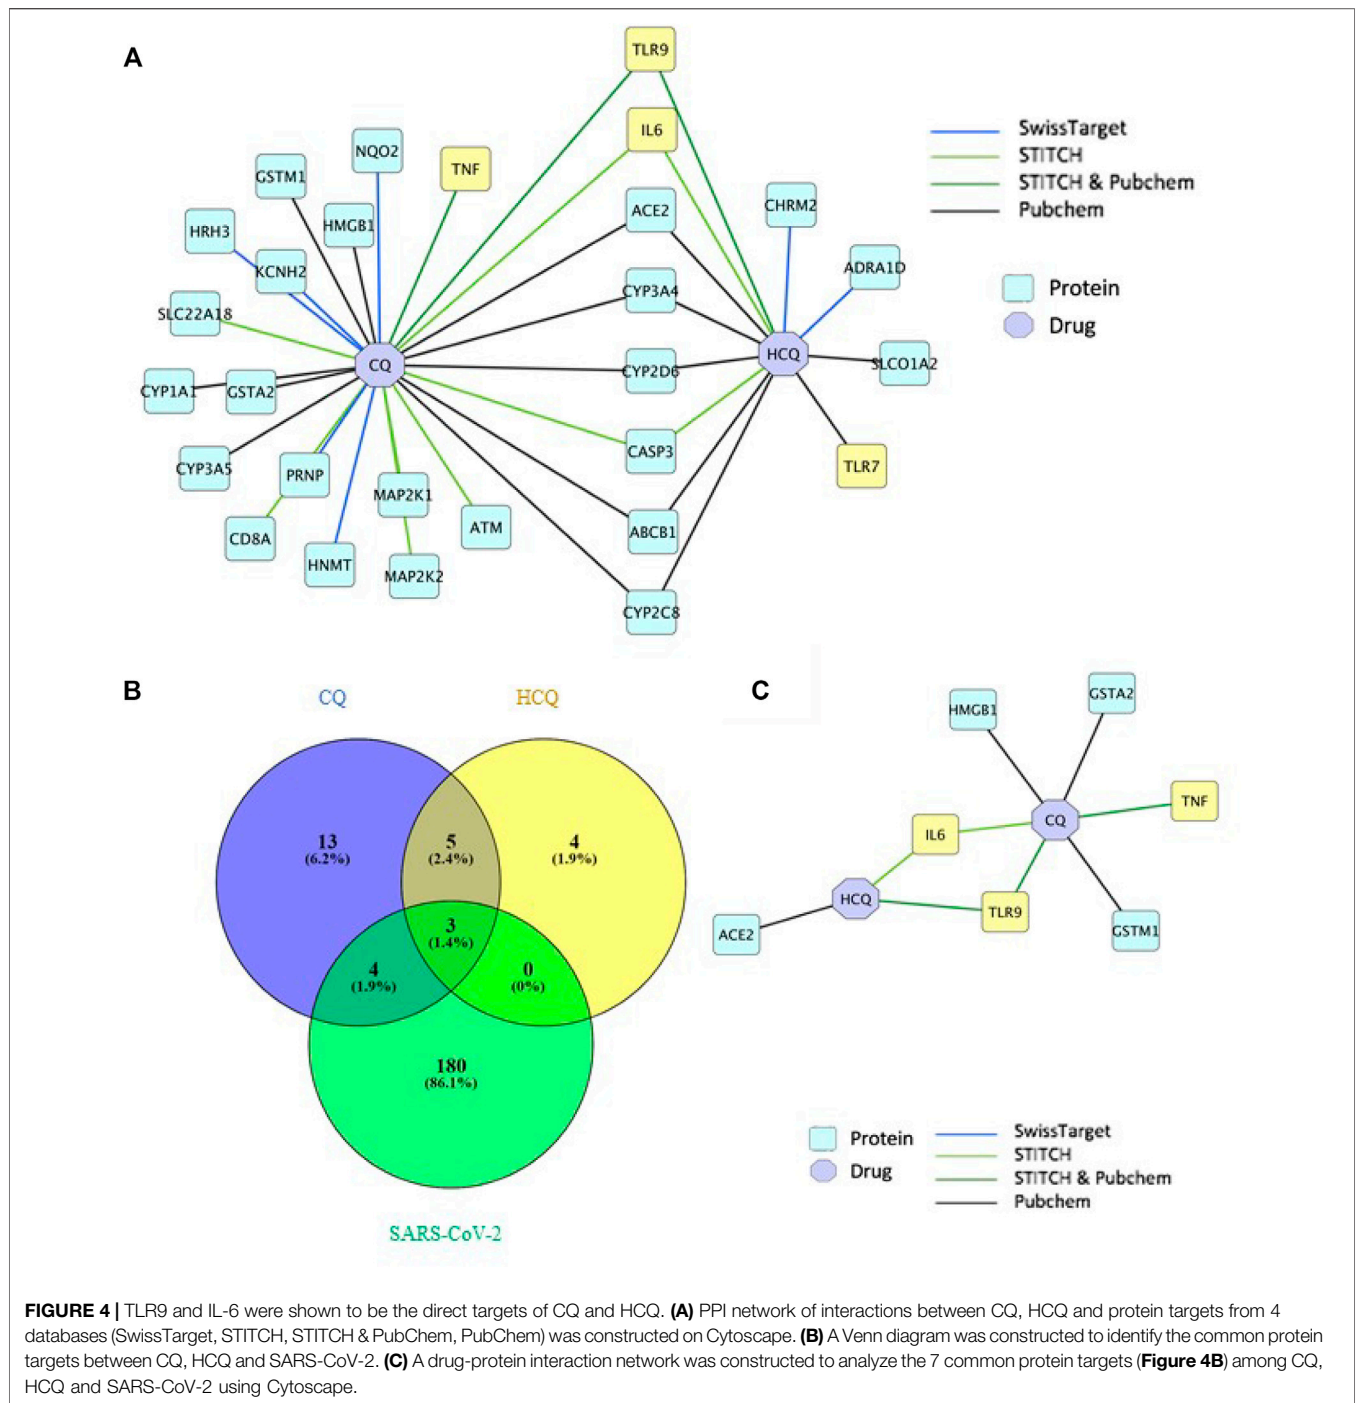 A
TLR9
IL6
NQO2
TNF
GSTM1
HMGB1
ACE2
CHRM2
HRH3
KCNH2
ADRA1D
CYP3A4
SLC22A18
CQ
HCQ
SLCO1A2
CYP2D6
CYP1A1
GSTA2
CASP3
TLR7
CYP3A5
PRNP
MAP2K1
ATM
ABCB1
CD8A
HNMT
MAP2K2
CYP2C8
SwissTarget
STITCH
STITCH & Pubchem
Pubchem
Protein
Drug
B
CQ
HCQ
13
(6.2%)
5
(2.4%)
4
(1.9%)
3
(1.4%)
4
(1.9%)
0
(0%)
180
(86.1%)
SARS-CoV-2
C
GSTA2
HMGB1
TNF
CQ
IL6
HCQ
TLR9
ACE2
GSTM1
Protein
Drug
SwissTarget
STITCH
STITCH & Pubchem
Pubchem
FIGURE 4 | TLR9 and IL-6 were shown to be the direct targets of CQ and HCQ. (A) PPI network of interactions between CQ, HCQ and protein targets from 4
databases (SwissTarget, STITCH, STITCH & PubChem, PubChem) was constructed on Cytoscape. (B) A Venn diagram was constructed to identify the common protein
targets between CQ, HCQ and SARS-CoV-2. (C) A drug-protein interaction network was constructed to analyze the 7 common protein targets (Figure 4B) among CQ,
HCQ and SARS-CoV-2 using Cytoscape.